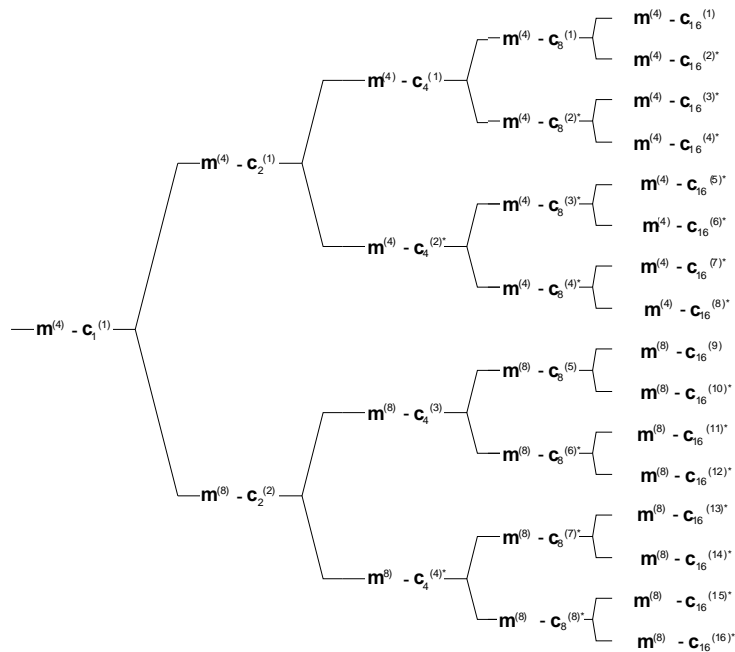 m(4) - c16(1)
m(4) - c8(1)
m(4) - c16(2)*
m(4) - c4(1)
m(4) - c16(3)*
m(4) - c8(2)*
m(4) - c16(4)*
m(4) - c2(1)
m(4) - c16(5)*
m(4) - c8(3)*
m(4) - c16(6)*
m(4) - c4(2)*
m(4) - c16(7)*
m(4) - c8(4)*
m(4) - c16(8)*
m(4) - c1(1)
m(8) - c16(9)
m(8) - c8(5)
m(8) - c16(10)*
m(8) - c4(3)
m(8) - c16(11)*
m(8) - c8(6)*
m(8) - c16(12)*
m(8) - c2(2)
m(8) - c16(13)*
m(8) - c8(7)*
m(8) - c16(14)*
m8) - c4(4)*
m(8) - c16(15)*
m(8) - c8(8)*
m(8) - c16(16)*